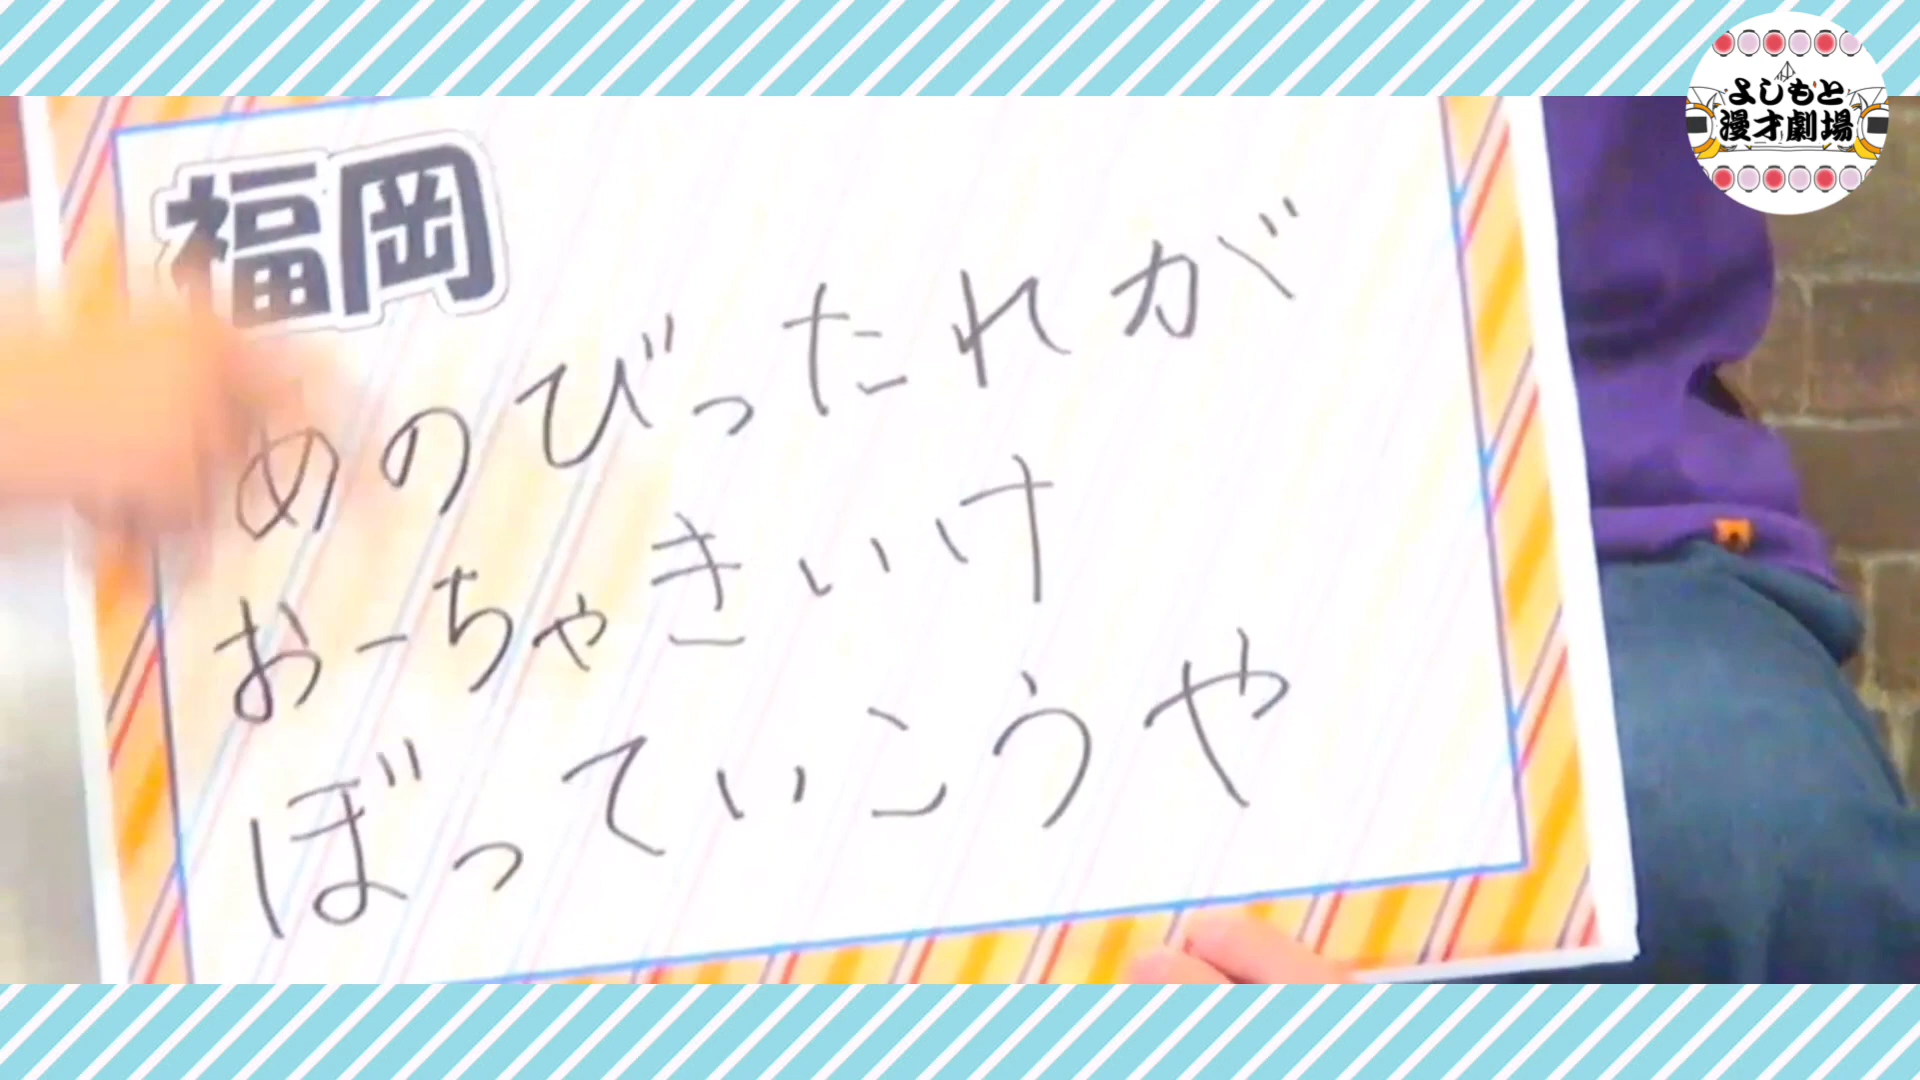 よしもと
漫才劇場
福岡
めのびったれが
おーちゃきいけ
ぼっていこうや